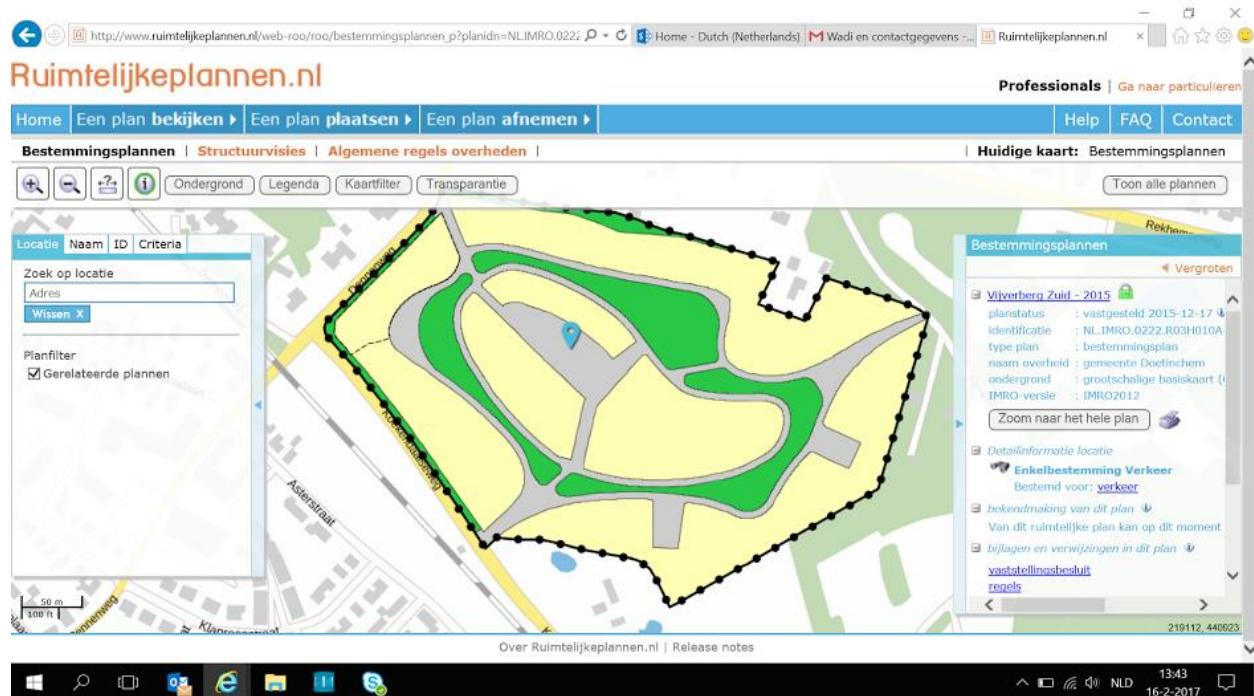 http://www.ruimtelijkeplannen.nl/web-roo/roo/bestemmingsplannen_p?planidn=NL.IMRO.0222
Home - Dutch (Netherlands)
Wadi en contactgegevens -...
Ruimtelijkeplannen.nl
Ruimtelijkeplannen.nl
Professionals | Ga naar particulieren
Home Een plan bekijken Een plan plaatsen Een plan afnemen Help FAQ Contact
Bestemmingsplannen | Structuurvisies | Algemene regels overheden | | Huidige kaart: Bestemmingsplannen
Ondergrond Legenda Kaartfilter Transparantie Toon alle plannen
Locatie Naam ID Criteria
Zoek op locatie
Adres
Wissen X
Planfilter
Gerelateerde plannen
Dennenweg
Asterstraat
50 m
100 ft
Bestemmingsplannen
Vergroten
Vijverberg Zuid - 2015
planstatus : vastgesteld 2015-12-17
identificatie : NL.IMRO.0222.R03H010A
type plan : bestemmingsplan
naam overheid : gemeente Doetinchem
ondergrond : grootschalige basiskaart (
IMRO-versie : IMRO2012
Zoom naar het hele plan
Detailinformatie locatie
Enkelbestemming Verkeer
Bestemd voor: verkeer
bekendmaking van dit plan
Van dit ruimtelijke plan kan op dit moment
bijlagen en verwijzingen in dit plan
vaststellingsbesluit
regels
219112, 440923
Over Ruimtelijkeplannen.nl | Release notes
NLD
13:43
16-2-2017